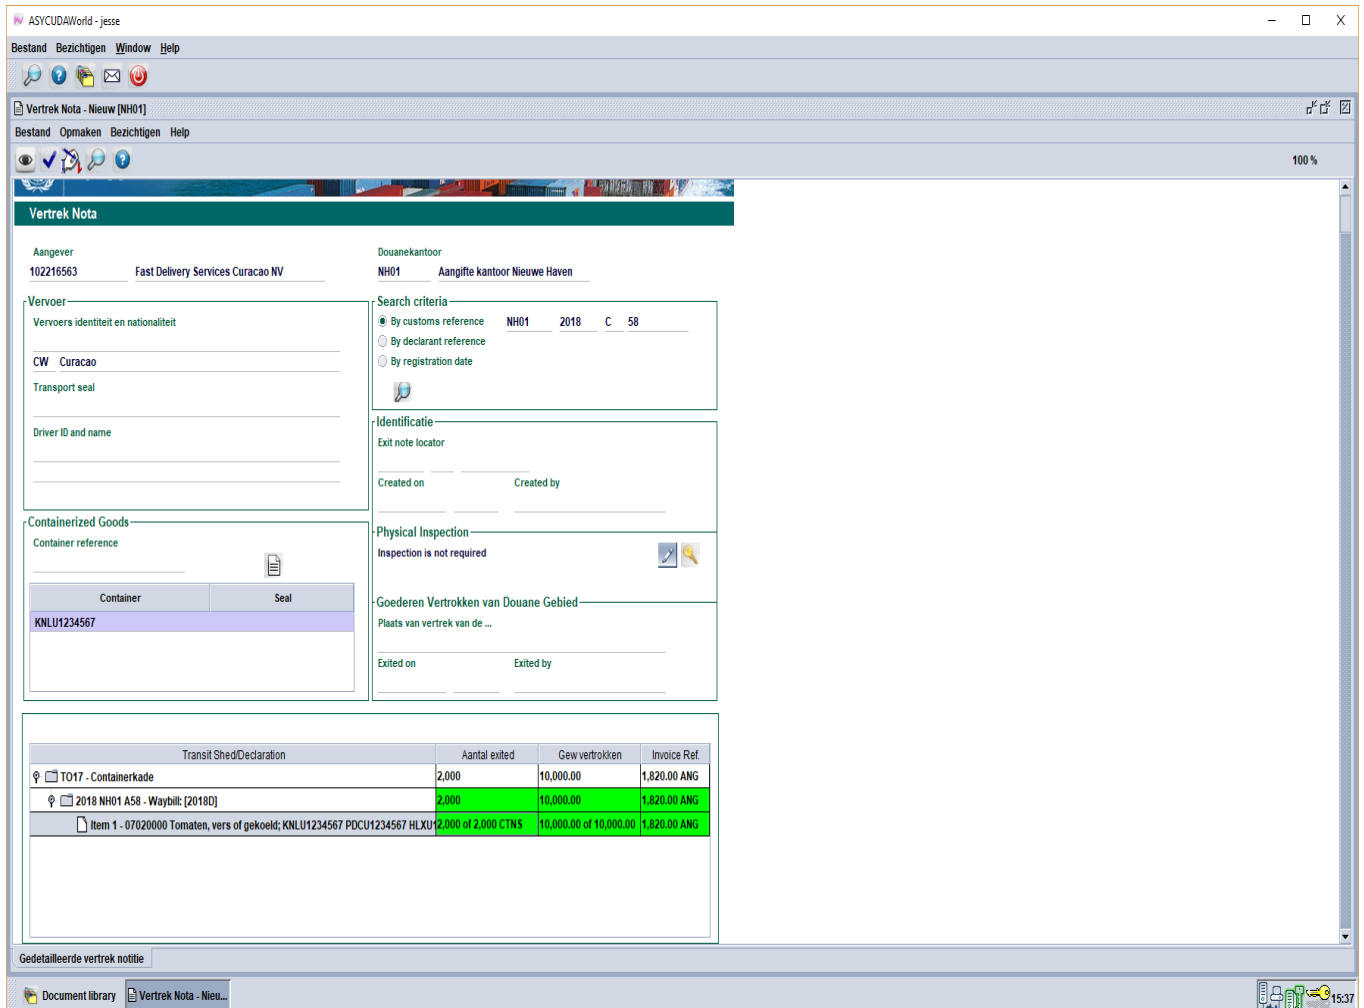 ASYCUDAWorld - jesse
Bestand Bezichtigen Window Help
Vertrek Nota - Nieuw [NH01]
Bestand Opmaken Bezichtigen Help
100 %
Vertrek Nota
Aangever
102216563 Fast Delivery Services Curacao NV
Douanekantoor
NH01 Aangifte kantoor Nieuwe Haven
Vervoer
Vervoers identiteit en nationaliteit
CW Curacao
Transport seal
Driver ID and name
Search criteria
By customs reference NH01 2018 C 58
By declarant reference
By registration date
Identificatie
Exit note locator
Created on Created by
Containerized Goods
Container reference
Container Seal
KNLU1234567
Physical Inspection
Inspection is not required
Goederen Vertrokken van Douane Gebied
Plaats van vertrek van de ...
Exited on Exited by
Transit Shed/Declaration Aantal exited Gew vertrokken Invoice Ref.
TO17 - Containerkade 2,000 10,000.00 1,820.00 ANG
2018 NH01 A58 - Waybill: [2018D] 2,000 10,000.00 1,820.00 ANG
Item 1 - 07020000 Tomaten, vers of gekoeld; KNLU1234567 PDCU1234567 HLXU1 2,000 of 2,000 CTNS 10,000.00 of 10,000.00 1,820.00 ANG
Gedetailleerde vertrek notitie
Document library Vertrek Nota - Nieu... 15:37